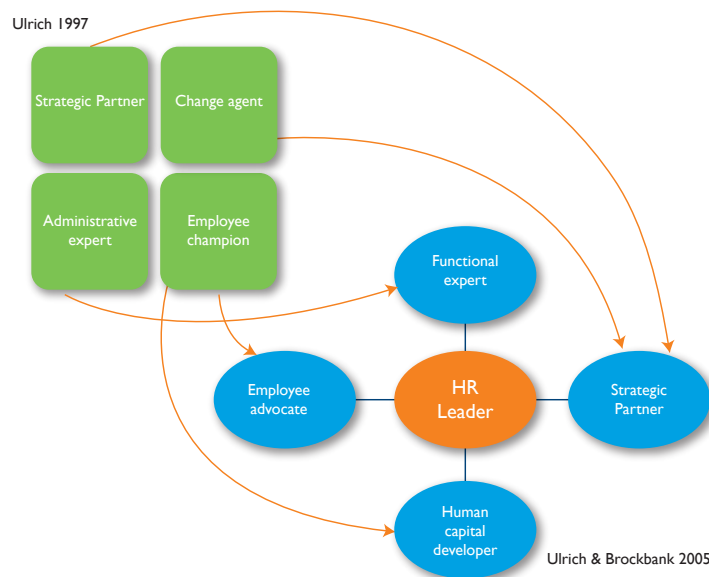 Ulrich 1997
Strategic Partner
Change agent
Administrative
expert
Employee
champion
Functional
expert
Employee
advocate
HR
Leader
Strategic
Partner
Human
capital
developer
Ulrich & Brockbank 2005